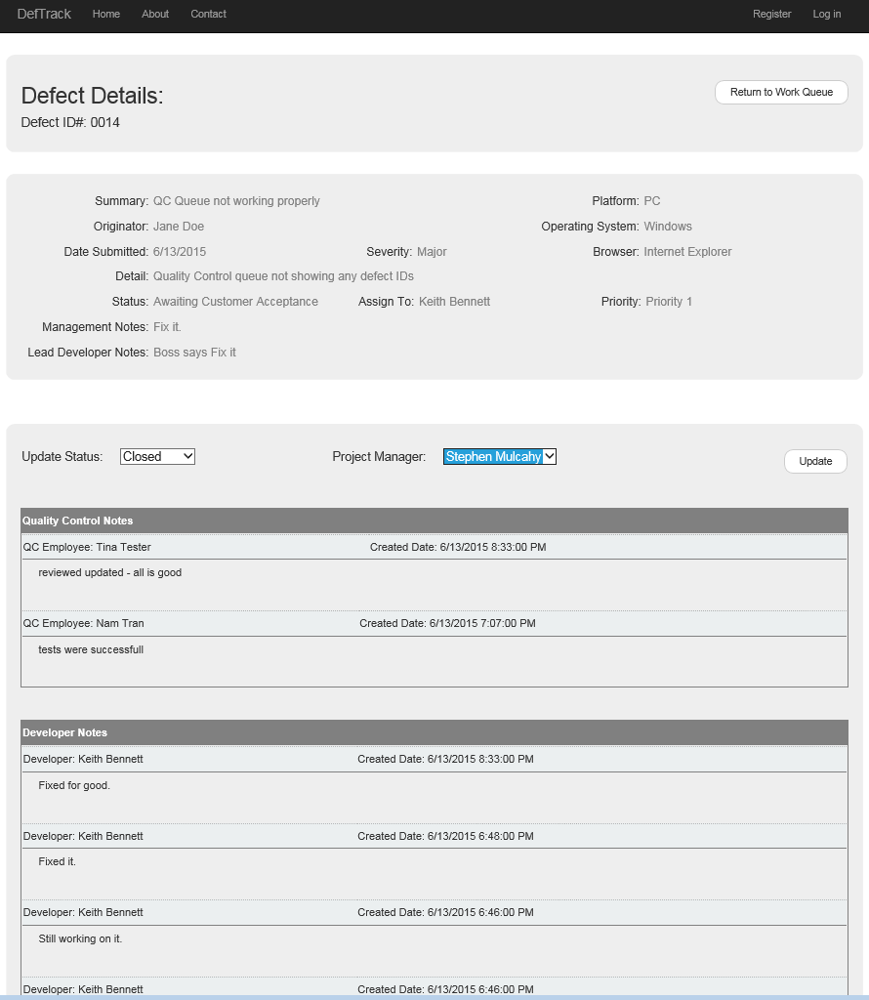 DefTrack Home About Contact Register Log in
Defect Details:
Return to Work Queue
Defect ID#: 0014
Summary: QC Queue not working properly Platform: PC
Originator: Jane Doe Operating System: Windows
Date Submitted: 6/13/2015 Severity: Major Browser: Internet Explorer
Detail: Quality Control queue not showing any defect IDs
Status: Awaiting Customer Acceptance Assign To: Keith Bennett Priority: Priority 1
Management Notes: Fix it.
Lead Developer Notes: Boss says Fix it
Update Status: Closed Project Manager: Stephen Mulcahy Update
Quality Control Notes
QC Employee: Tina Tester Created Date: 6/13/2015 8:33:00 PM
reviewed updated - all is good
QC Employee: Nam Tran Created Date: 6/13/2015 7:07:00 PM
tests were successfull
Developer Notes
Developer: Keith Bennett Created Date: 6/13/2015 8:33:00 PM
Fixed for good.
Developer: Keith Bennett Created Date: 6/13/2015 6:48:00 PM
Fixed it.
Developer: Keith Bennett Created Date: 6/13/2015 6:46:00 PM
Still working on it.
Developer: Keith Bennett Created Date: 6/13/2015 6:46:00 PM